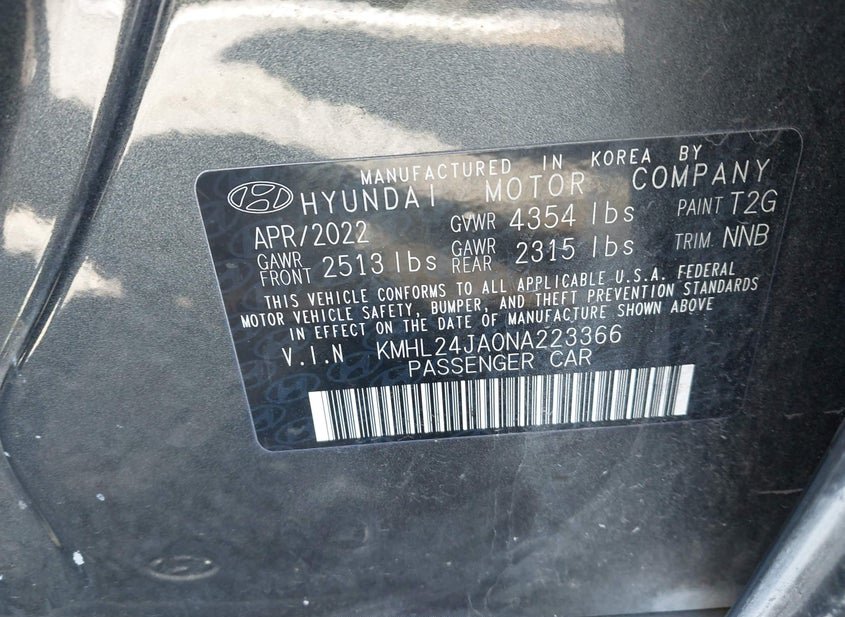 MANUFACTURED IN KOREA BY
HYUNDAI MOTOR COMPANY
APR/2022 GVWR 4354 lbs PAINT T2G
GAWR FRONT 2513 lbs GAWR REAR 2315 lbs TRIM. NNB
THIS VEHICLE CONFORMS TO ALL APPLICABLE U.S.A. FEDERAL
MOTOR VEHICLE SAFETY, BUMPER, AND THEFT PREVENTION STANDARDS
IN EFFECT ON THE DATE OF MANUFACTURE SHOWN ABOVE
V.I.N KMHL24JA0NA223366
PASSENGER CAR